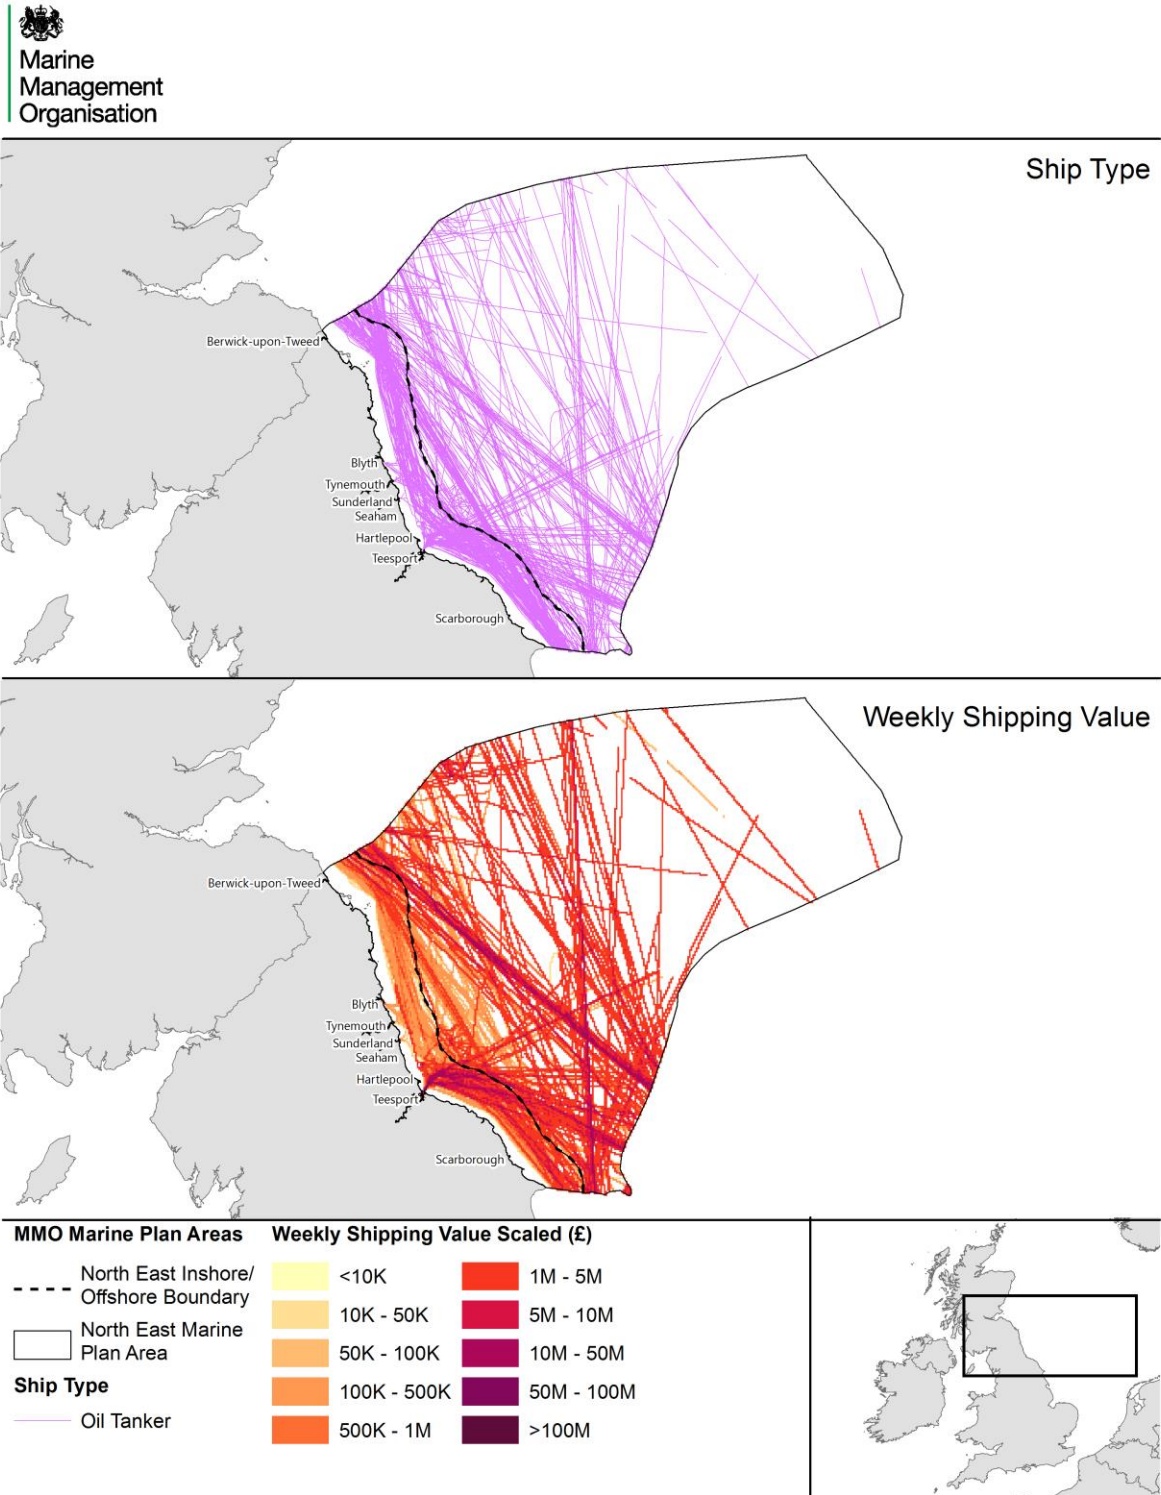 Marine
Management
Organisation
Ship Type
Berwick-upon-Tweed
Blyth
Tynemouth
Sunderland
Seaham
Hartlepool
Teesport
Scarborough
Weekly Shipping Value
Berwick-upon-Tweed
Blyth
Tynemouth
Sunderland
Seaham
Hartlepool
Teesport
Scarborough
MMO Marine Plan Areas
North East Inshore/
Offshore Boundary
North East Marine
Plan Area
Ship Type
Oil Tanker
Weekly Shipping Value Scaled (£)
<10K
10K - 50K
50K - 100K
100K - 500K
500K - 1M
1M - 5M
5M - 10M
10M - 50M
50M - 100M
>100M